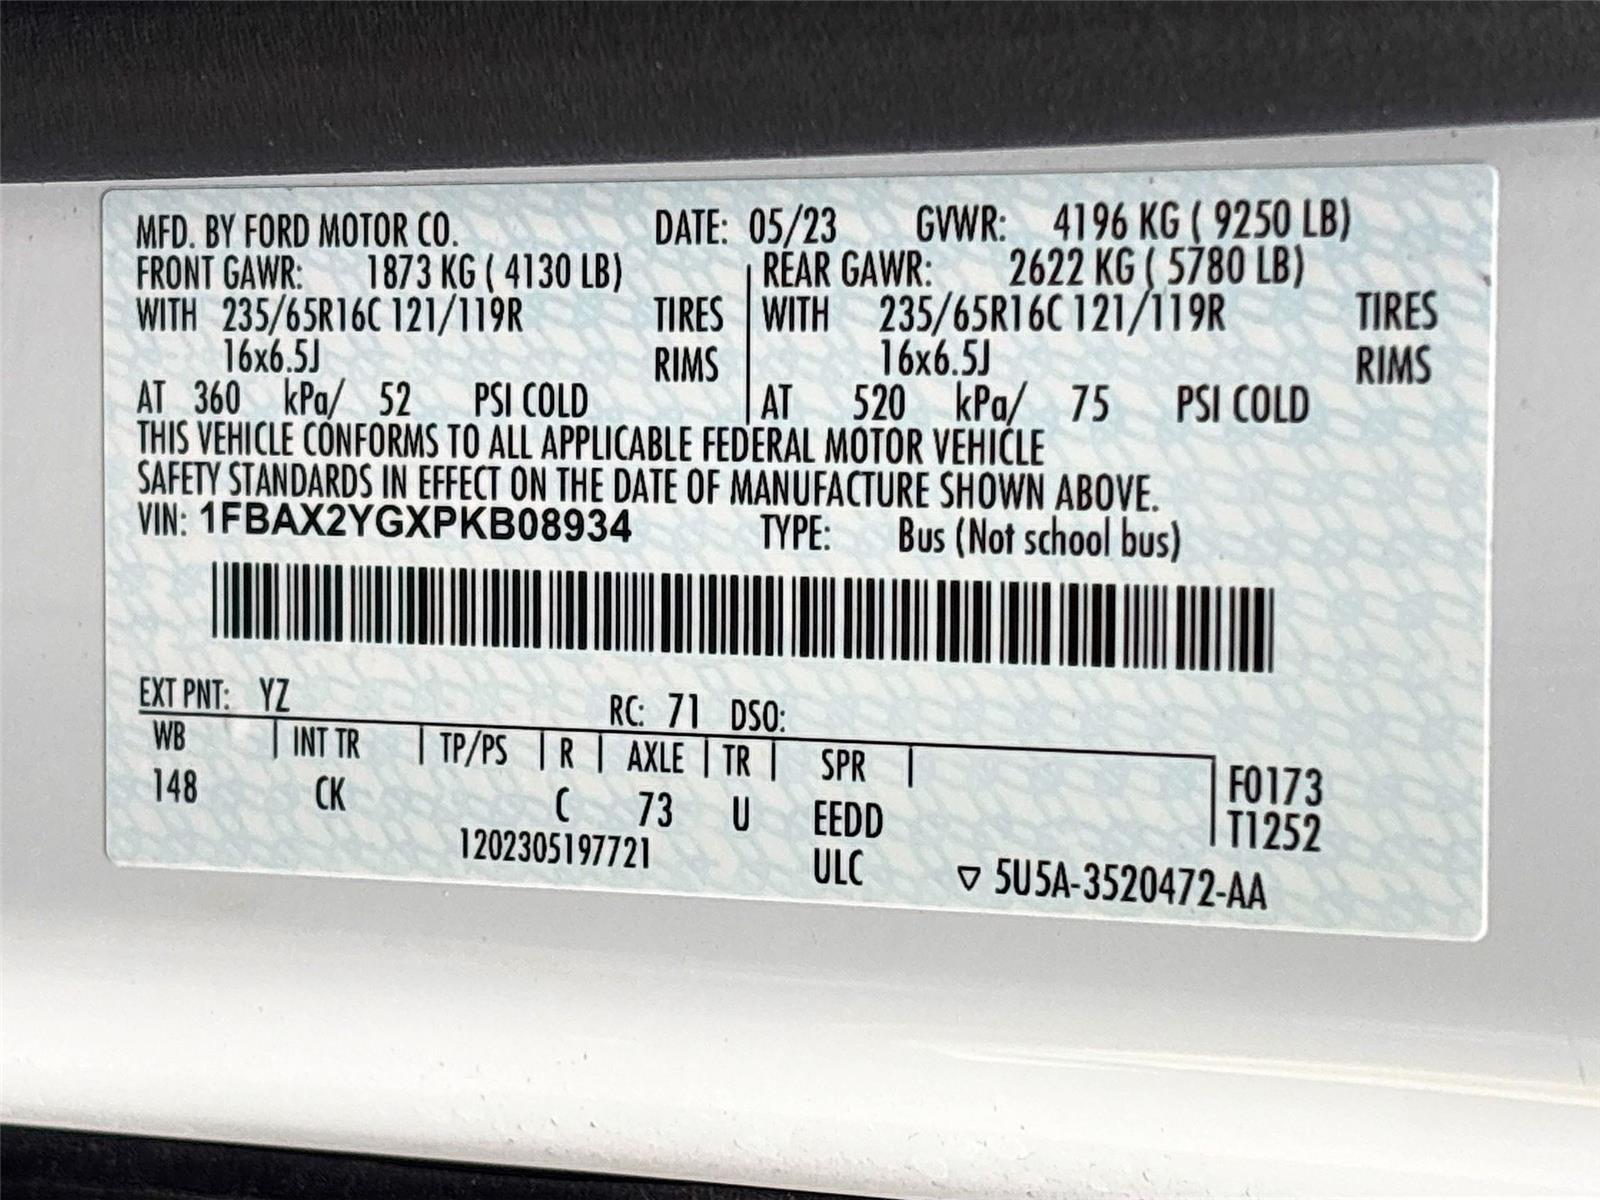 MFD. BY FORD MOTOR CO. DATE: 05/23 GVWR: 4196 KG ( 9250 LB)
FRONT GAWR: 1873 KG ( 4130 LB) REAR GAWR: 2622 KG ( 5780 LB)
WITH 235/65R16C 121/119R TIRES WITH 235/65R16C 121/119R TIRES
16x6.5J RIMS 16x6.5J RIMS
AT 360 kPa/ 52 PSI COLD AT 520 kPa/ 75 PSI COLD
THIS VEHICLE CONFORMS TO ALL APPLICABLE FEDERAL MOTOR VEHICLE
SAFETY STANDARDS IN EFFECT ON THE DATE OF MANUFACTURE SHOWN ABOVE.
VIN: 1FBAX2YGXPKB08934 TYPE: Bus (Not school bus)
EXT PNT: YZ RC: 71 DSO:
WB INT TR TP/PS R AXLE TR SPR F0173
148 CK C 73 U EEDD T1252
1202305197721 ULC ▽ 5U5A-3520472-AA